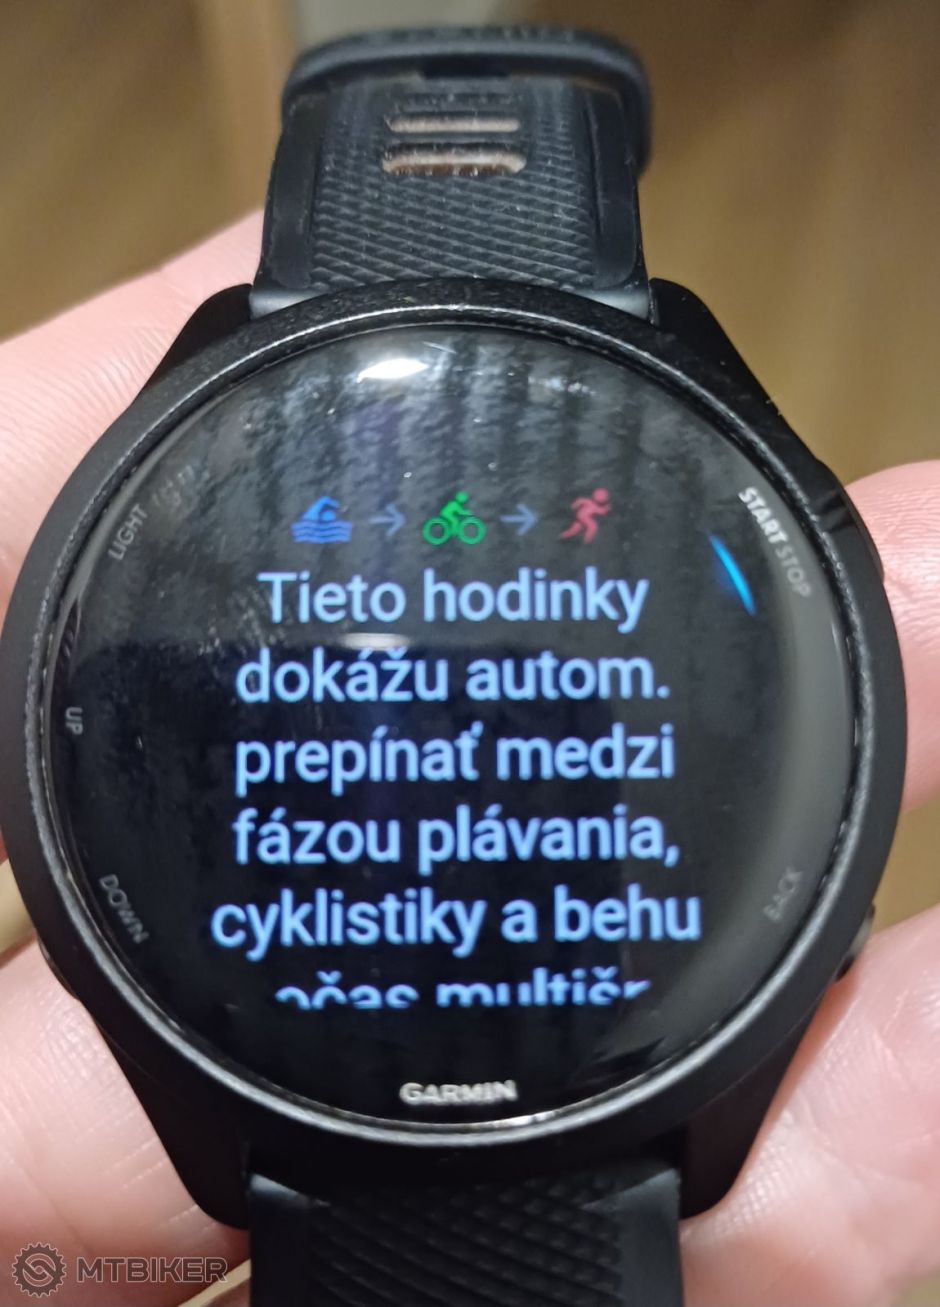 LIGHT
START STOP
Tieto hodinky
dokážu autom.
prepínať medzi
fázou plávania,
cyklistiky a behu
UP
DOWN
BACK
GARMIN
MTBIKER